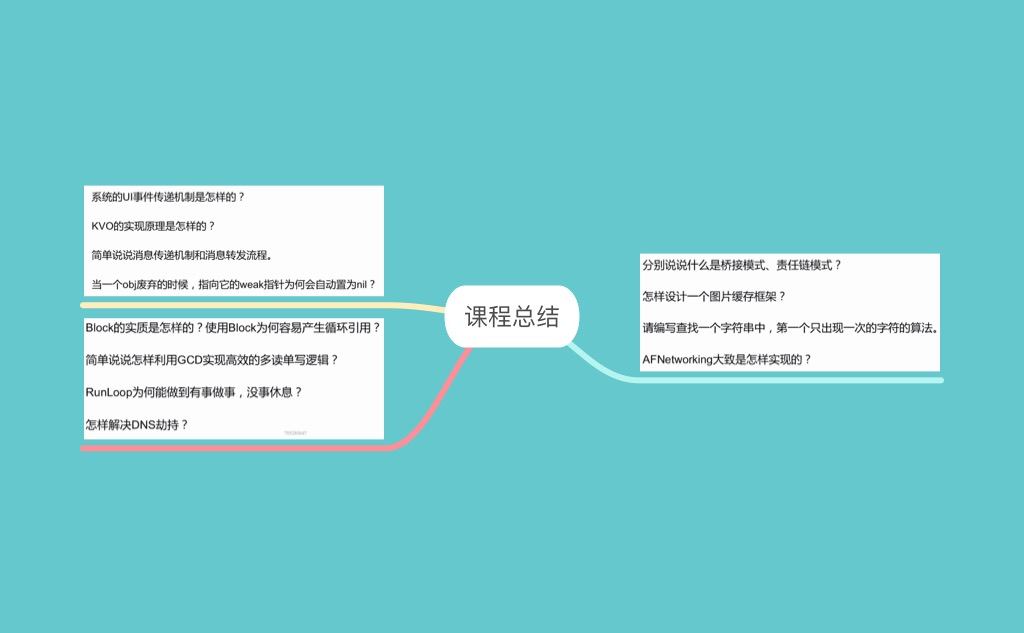 系统的UI事件传递机制是怎样的？
KVO的实现原理是怎样的？
简单说说消息传递机制和消息转发流程。
当一个obj废弃的时候，指向它的weak指针为何会自动置为nil？
Block的实质是怎样的？使用Block为何容易产生循环引用？
简单说说怎样利用GCD实现高效的多读单写逻辑？
RunLoop为何能做到有事做事，没事休息？
怎样解决DNS劫持？
课程总结
分别说说什么是桥接模式、责任链模式？
怎样设计一个图片缓存框架？
请编写查找一个字符串中，第一个只出现一次的字符的算法。
AFNetworking大致是怎样实现的？